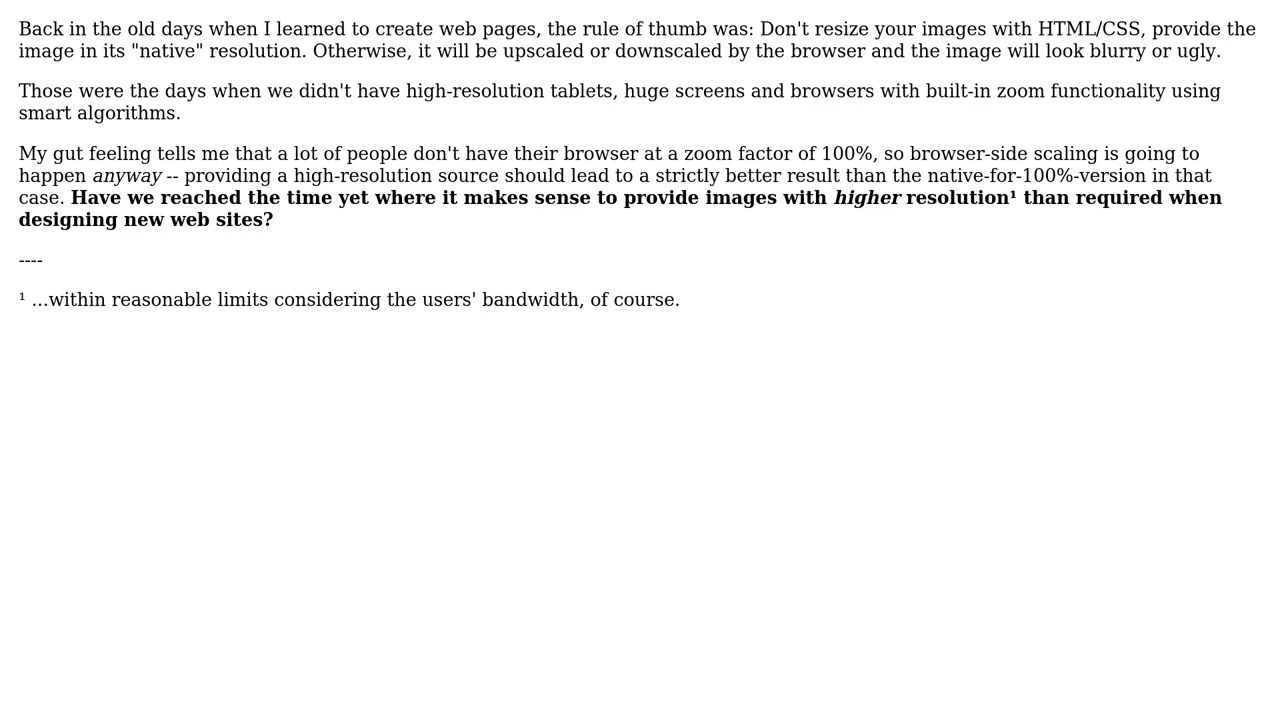 Back in the old days when I learned to create web pages, the rule of thumb was: Don't resize your images with HTML/CSS, provide the
image in its "native" resolution. Otherwise, it will be upscaled or downscaled by the browser and the image will look blurry or ugly.
Those were the days when we didn't have high-resolution tablets, huge screens and browsers with built-in zoom functionality using
smart algorithms.
My gut feeling tells me that a lot of people don't have their browser at a zoom factor of 100%, so browser-side scaling is going to
happen anyway -- providing a high-resolution source should lead to a strictly better result than the native-for-100%-version in that
case. Have we reached the time yet where it makes sense to provide images with higher resolution¹ than required when
designing new web sites?
----
¹ ...within reasonable limits considering the users' bandwidth, of course.